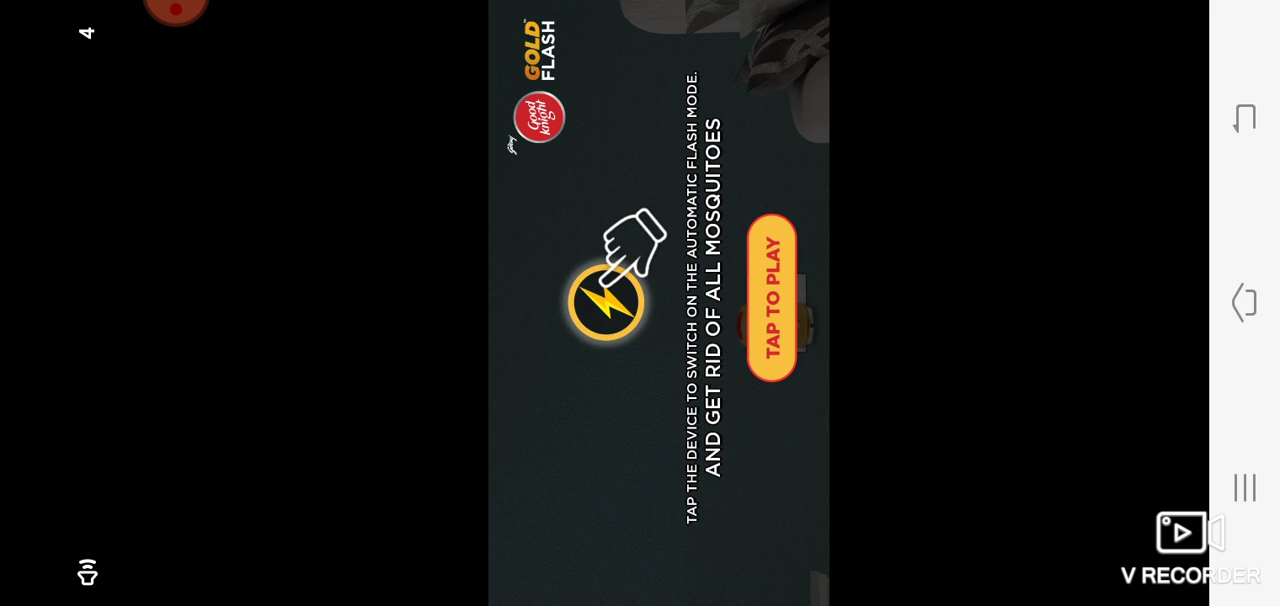 4
GOLD
FLASH
Godrej
Good
knight
TAP THE DEVICE TO SWITCH ON THE AUTOMATIC FLASH MODE.
AND GET RID OF ALL MOSQUITOES
TAP TO PLAY
V RECORDER